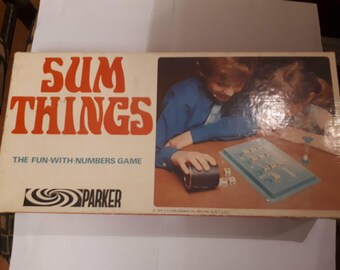 SUM
THINGS
THE FUN-WITH-NUMBERS GAME
PARKER